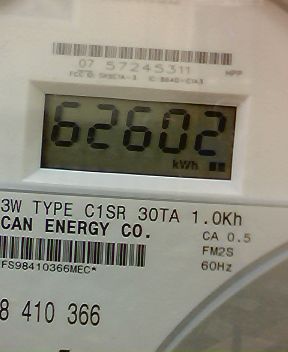 07 57245311
HPP
62602
kWh
3W TYPE C1SR 30TA 1.0Kh
CAN ENERGY CO.
CA 0.5
FM2S
60Hz
FS98410366MEC*
8 410 366